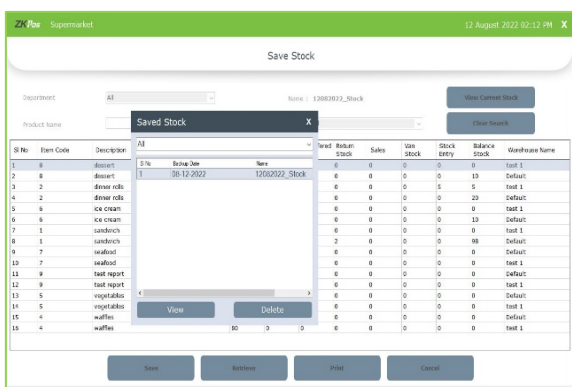 ZKPos Supermarket 12 August 2022 02:12 PM X
Save Stock
Department All Name : 12082022_Stock View Current Stock
Product Name Clear Search
Saved Stock X
All
Sl No Backup Date Name
1 08-12-2022 12082022_Stock
View Delete
Sl No Item Code Description Return Stock Sales Van Stock Stock Entry Balance Stock Warehouse Name
1 8 dessert 0 0 0 0 0 test 1
2 8 dessert 0 0 0 0 10 Default
3 2 dinner rolls 0 0 0 5 5 test 1
4 2 dinner rolls 0 0 0 0 20 Default
5 6 ice cream 0 0 0 0 0 test 1
6 6 ice cream 0 0 0 0 10 Default
7 1 sandwich 0 0 0 0 0 test 1
8 1 sandwich 2 0 0 0 98 Default
9 7 seafood 0 0 0 0 0 Default
10 7 seafood 0 0 0 0 0 test 1
11 9 test report 0 0 0 0 0 Default
12 9 test report 0 0 0 0 0 test 1
13 5 vegetables 0 0 0 0 0 Default
14 5 vegetables 0 0 0 0 0 test 1
15 4 waffles 0 0 0 0 0 Default
16 4 waffles 80 0 0 0 0 0 0 0 test 1
Save Retrieve Print Cancel